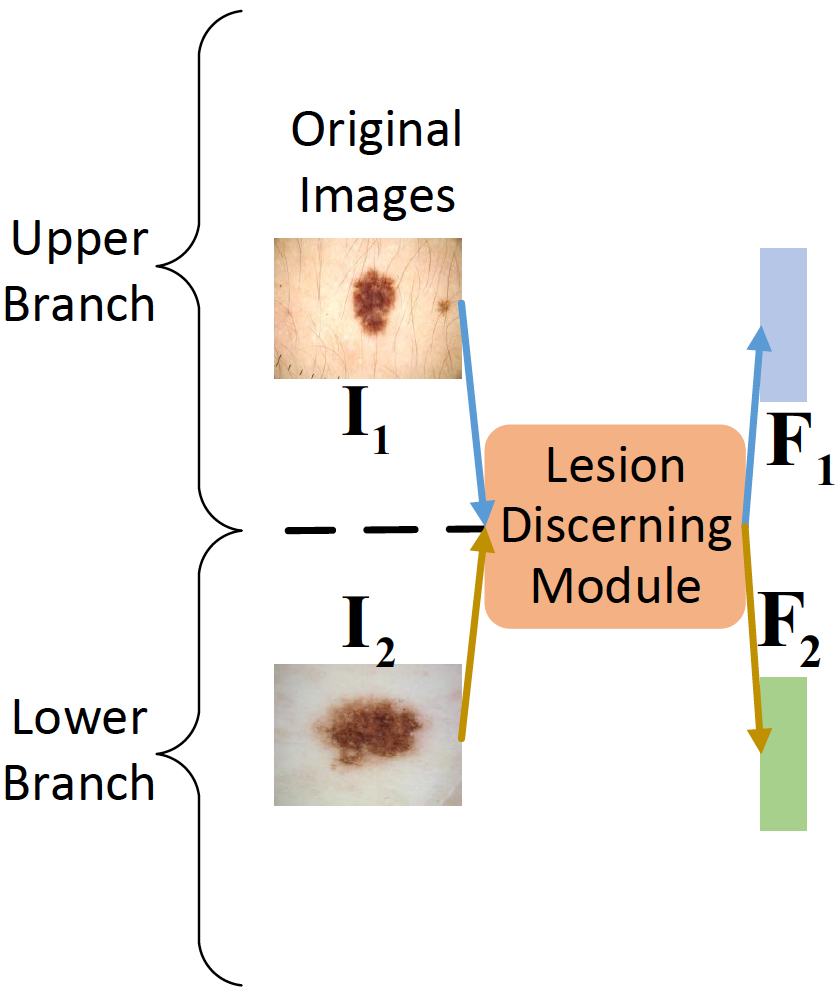 Original
Images
Upper
Branch
I1
F1
Lesion
Discerning
Module
I2
F2
Lower
Branch